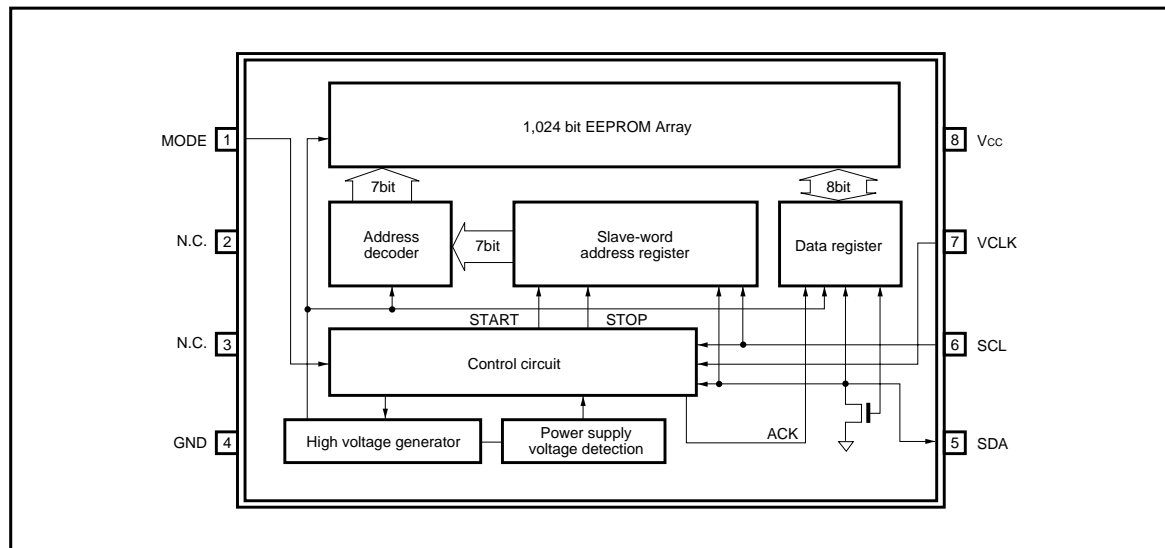 1,024 bit EEPROM Array
MODE 1
8 Vcc
7bit
8bit
N.C. 2
Address
decoder
7bit
Slave-word
address register
Data register
7 VCLK
START
STOP
N.C. 3
Control circuit
6 SCL
GND 4
High voltage generator
Power supply
voltage detection
ACK
5 SDA